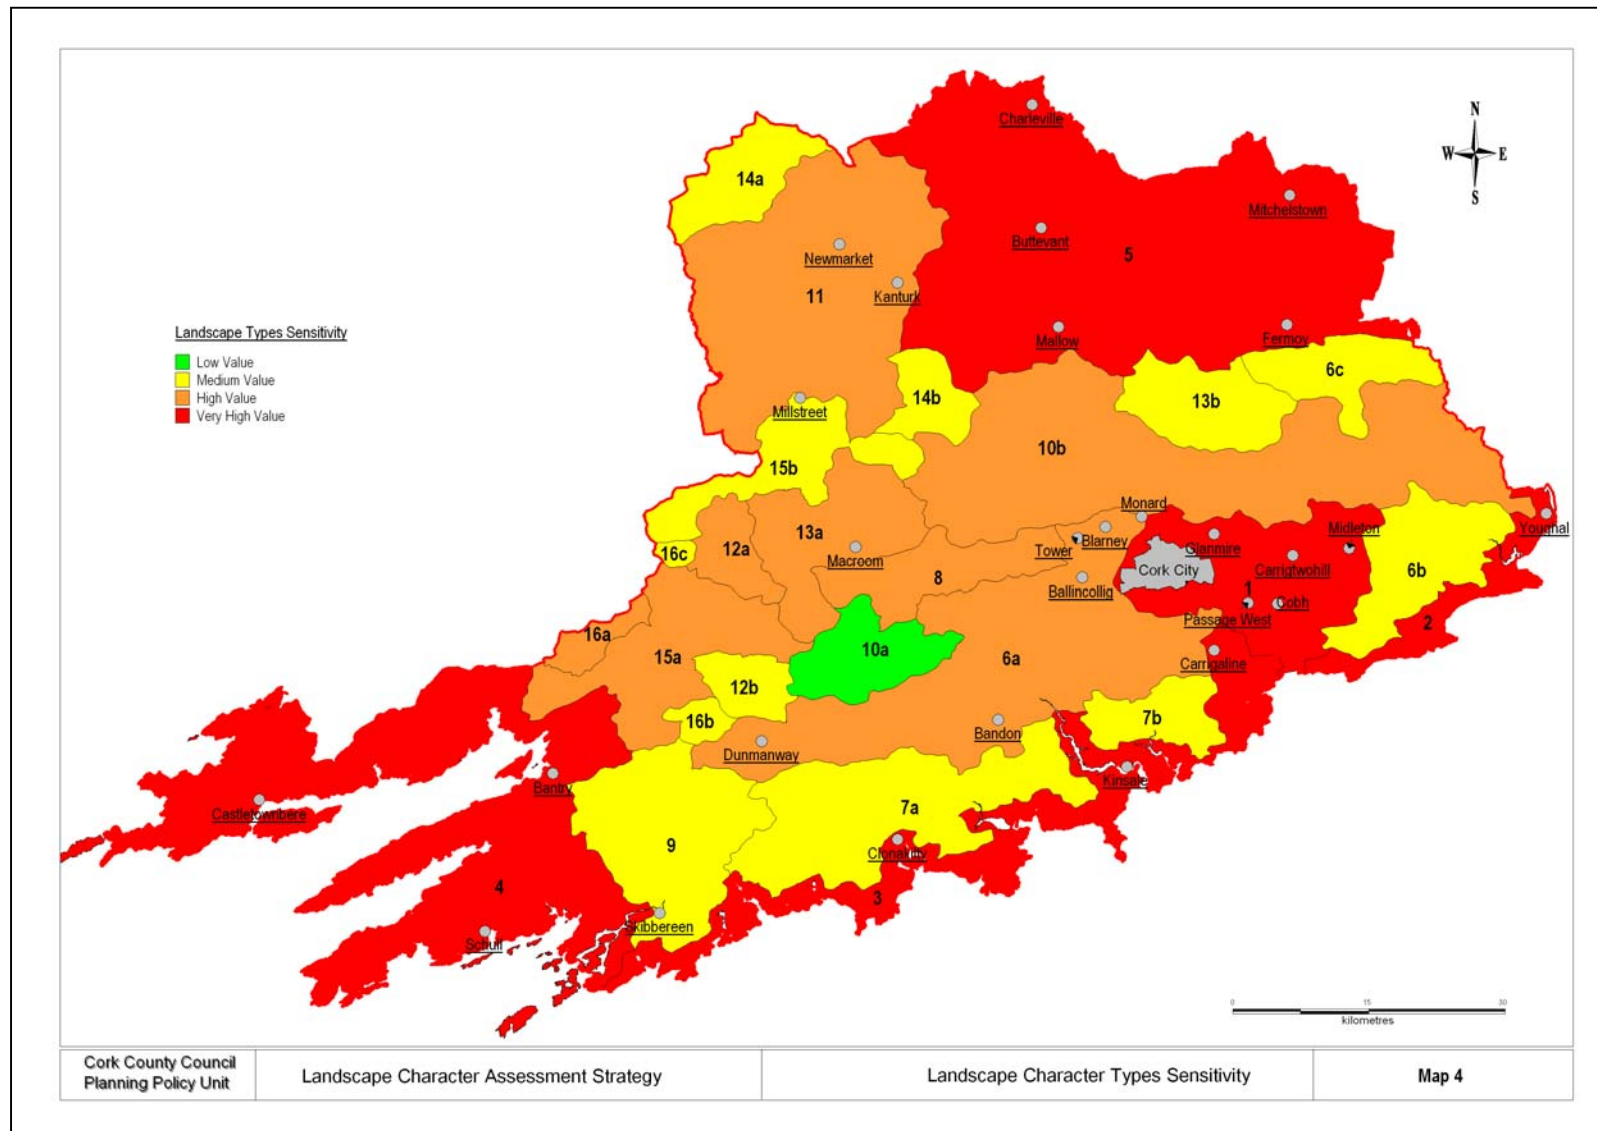 N
W E
S
Charleville
Mitchelstown
14a
Buttevant
5
Newmarket
11
Kanturk
Landscape Types Sensitivity
Low Value
Medium Value
High Value
Very High Value
Mallow
Fermoy
6c
14b
13b
Millstreet
10b
15b
Monard
13a
Youghal
Midleton
Blarney
Glanmire
Tower
12a
16c
Macroom
Cork City
Carrigtwohill
8
6b
Ballincollig
1
Cobh
Passage West
2
16a
15a
10a
6a
Carrigaline
12b
16b
7b
Bandon
Dunmanway
Kinsale
Bantry
7a
Castletownbere
9
Clonakilty
4
3
Skibbereen
Schull
0 15 30
kilometres
Cork County Council
Planning Policy Unit
Landscape Character Assessment Strategy
Landscape Character Types Sensitivity
Map 4